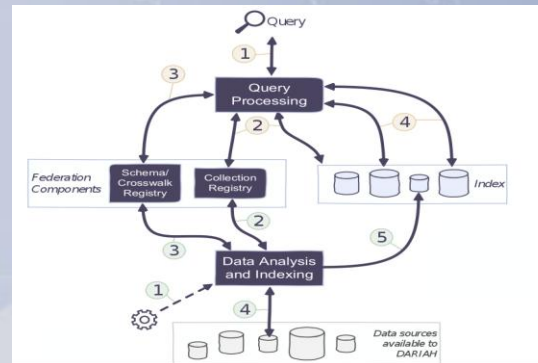 Query
1
3
Query
Processing
2
4
Federation
Components
Schema/
Crosswalk
Registry
Collection
Registry
Index
2
3
5
Data Analysis
and Indexing
1
4
Data sources
available to
DARIAH